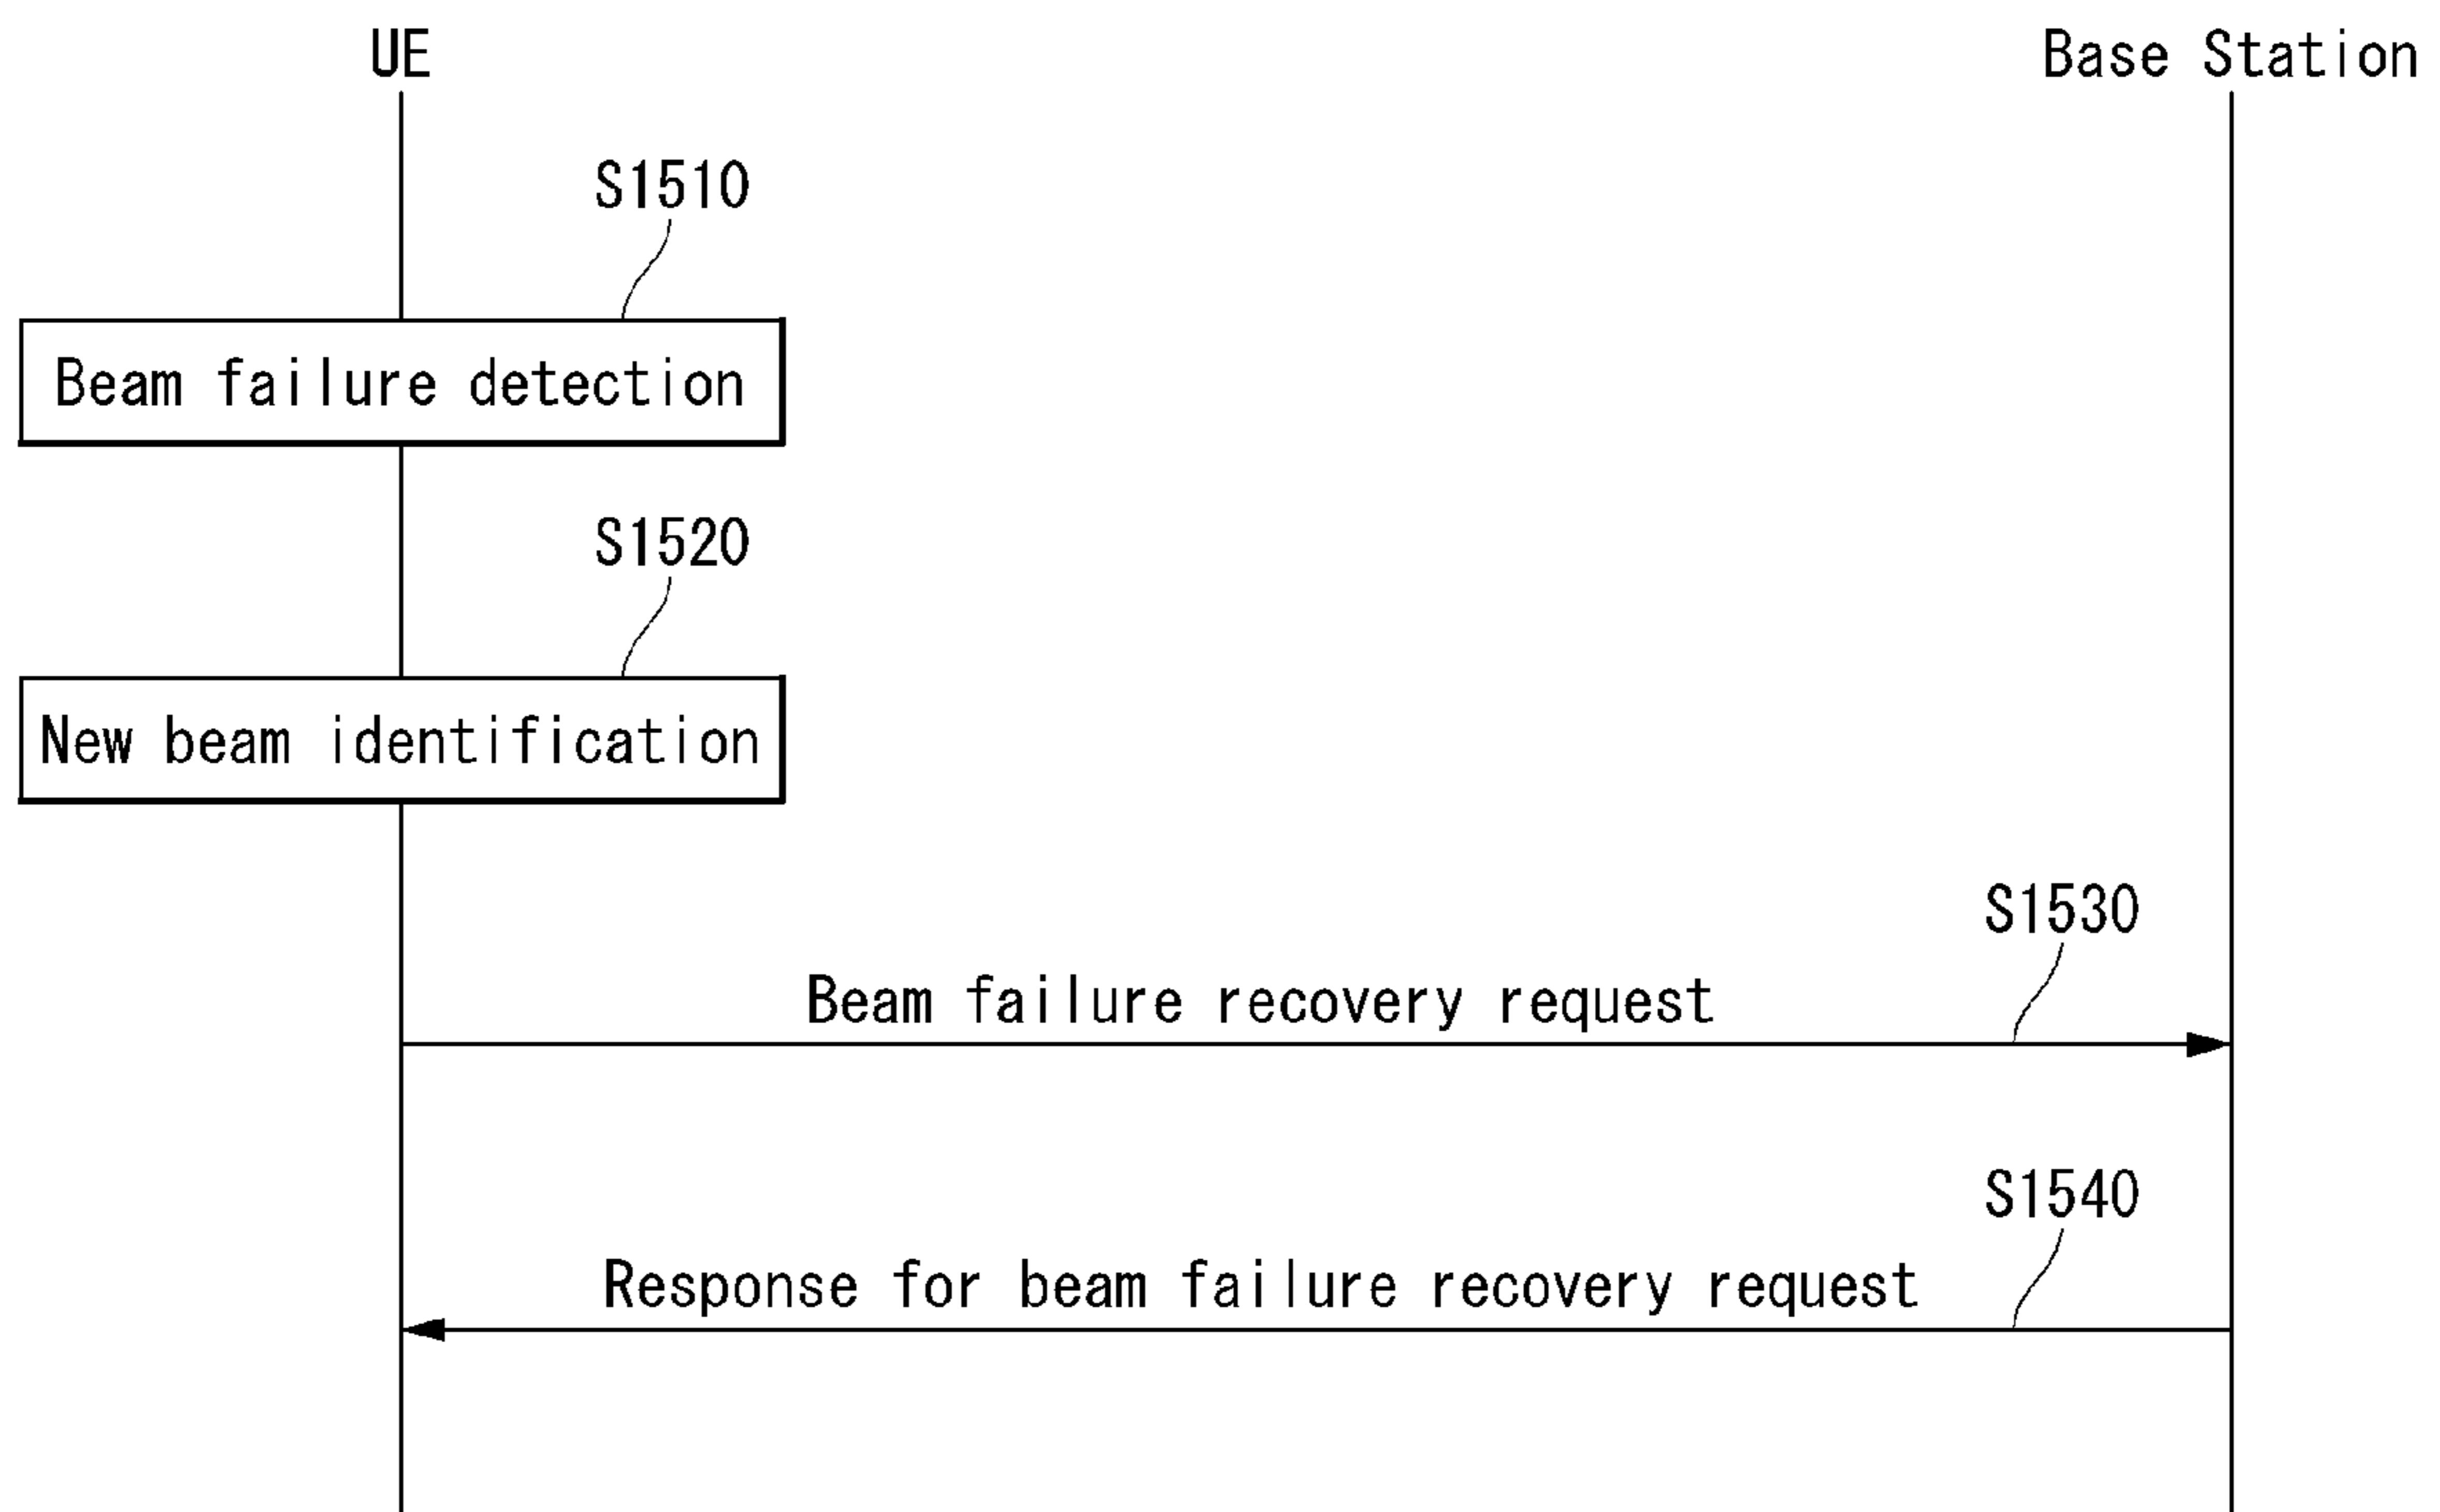 UE
Base Station
S1510
Beam failure detection
S1520
New beam identification
S1530
Beam failure recovery request
S1540
Response for beam failure recovery request